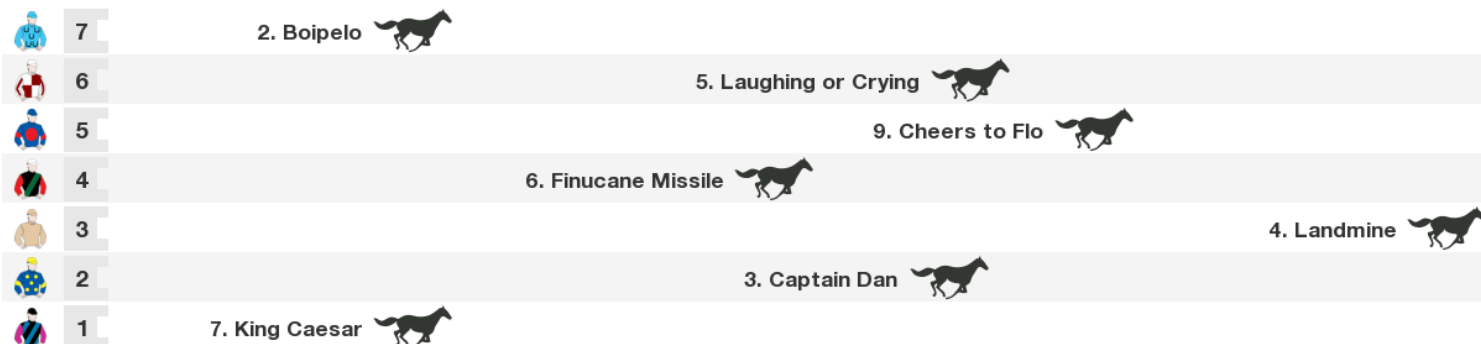 7 2. Boipelo
6 5. Laughing or Crying
5 9. Cheers to Flo
4 6. Finucane Missile
3 4. Landmine
2 3. Captain Dan
1 7. King Caesar